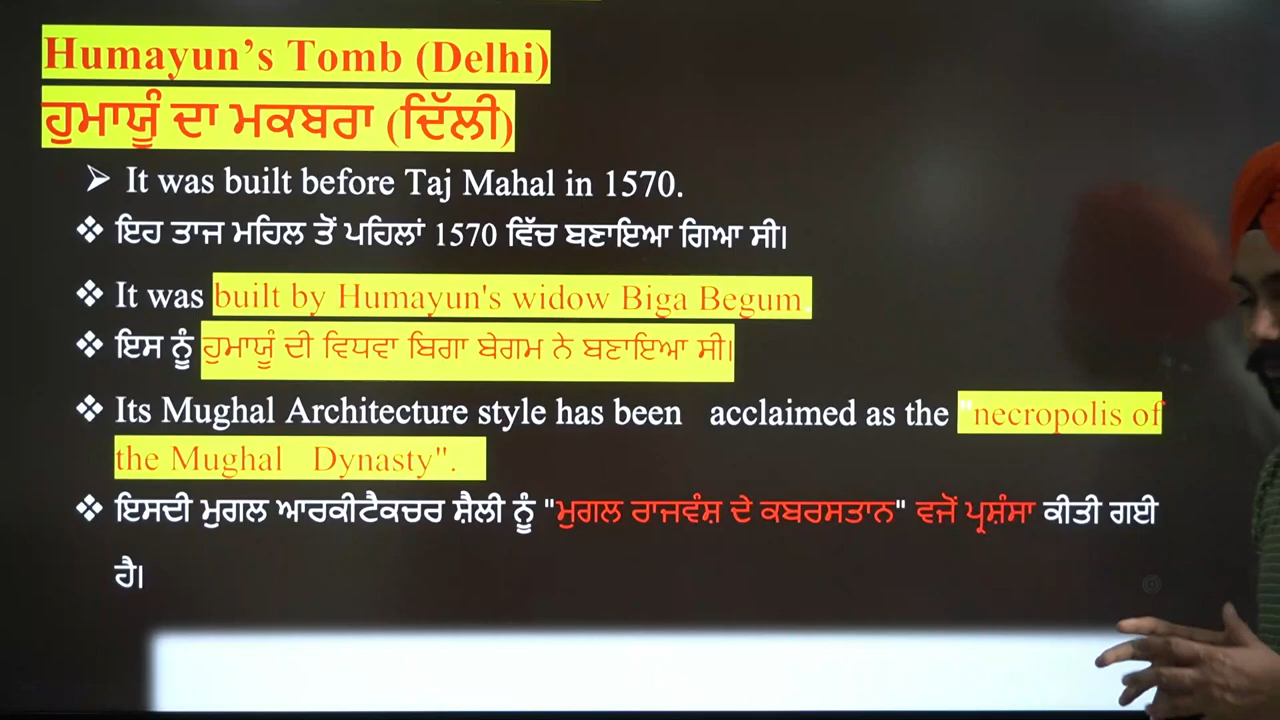 Humayun's Tomb (Delhi)
ਹੁਮਾਯੂੰ ਦਾ ਮਕਬਰਾ (ਦਿੱਲੀ)
➢ It was built before Taj Mahal in 1570.
❖ ਇਹ ਤਾਜ ਮਹਿਲ ਤੋਂ ਪਹਿਲਾਂ 1570 ਵਿੱਚ ਬਣਾਇਆ ਗਿਆ ਸੀ।
❖ It was built by Humayun's widow Biga Begum.
❖ ਇਸ ਨੂੰ ਹੁਮਾਯੂੰ ਦੀ ਵਿਧਵਾ ਬਿਗਾ ਬੇਗਮ ਨੇ ਬਣਾਇਆ ਸੀ।
❖ Its Mughal Architecture style has been acclaimed as the "necropolis of
the Mughal Dynasty".
❖ ਇਸਦੀ ਮੁਗਲ ਆਰਕੀਟੈਕਚਰ ਸ਼ੈਲੀ ਨੂੰ "ਮੁਗਲ ਰਾਜਵੰਸ਼ ਦੇ ਕਬਰਸਤਾਨ" ਵਜੋਂ ਪ੍ਰਸ਼ੰਸਾ ਕੀਤੀ ਗਈ
ਹੈ।